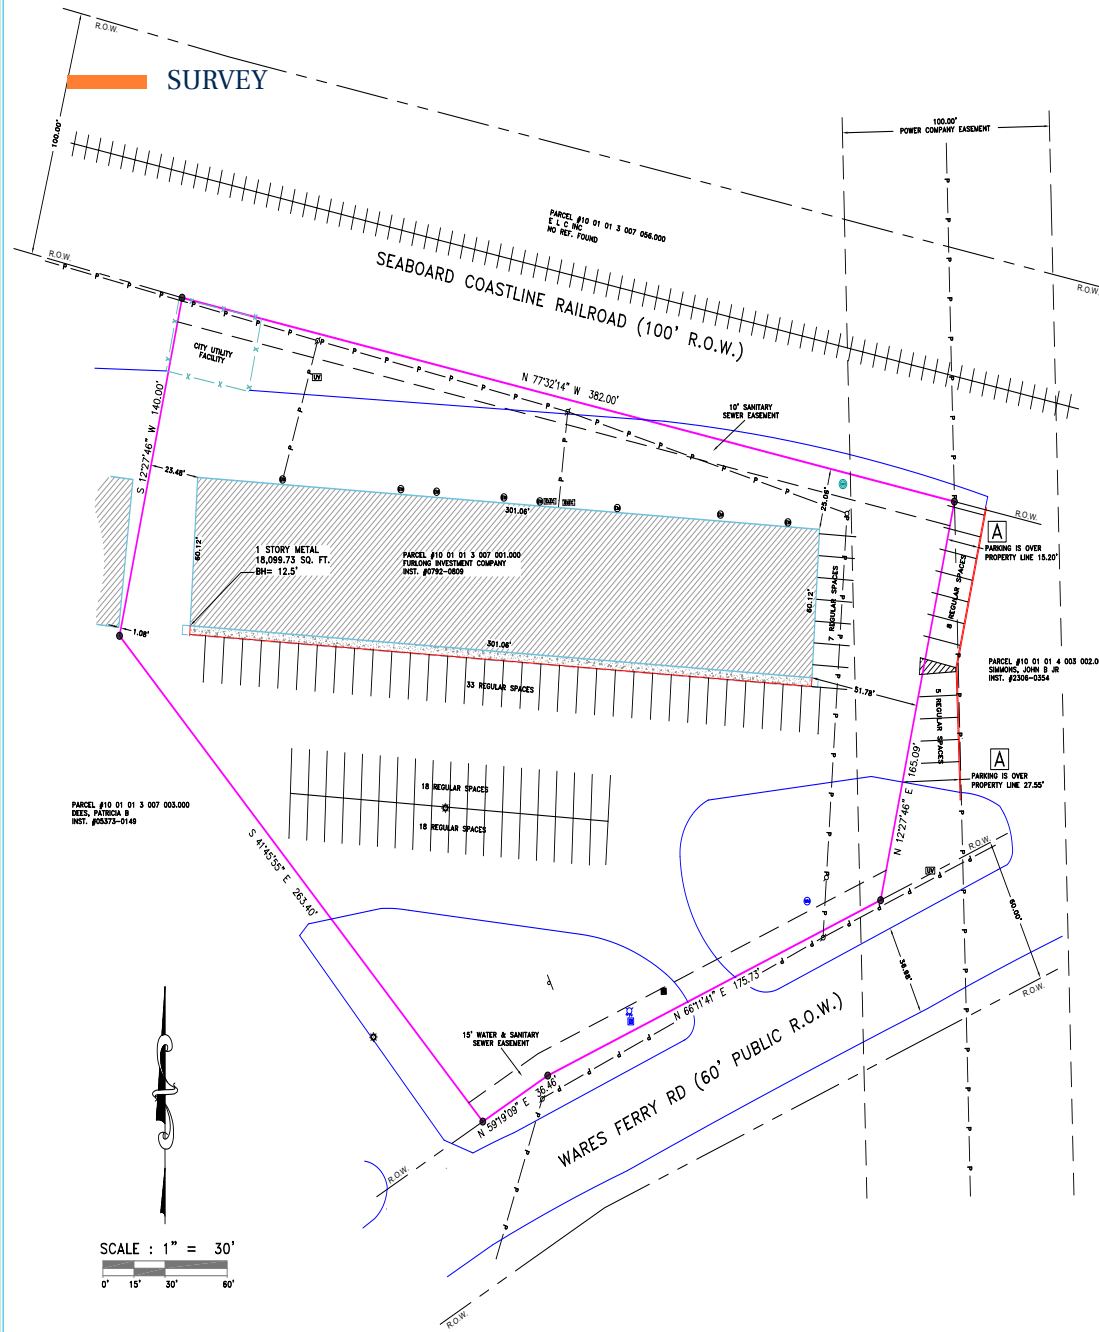 R.O.W.
SURVEY
100.00'
100.00'
POWER COMPANY EASEMENT
PARCEL #10 01 01 3 007 056.000
E L C INC
NO REF. FOUND
SEABOARD COASTLINE RAILROAD (100' R.O.W.)
R.O.W.
R.O.W.
CITY UTILITY
FACILITY
UV
N 77°32'14" W 382.00'
10' SANITARY
SEWER EASEMENT
S 12°27'46" W 140.00'
23.48'
25.06'
301.06'
R.O.W.
A
PARKING IS OVER
PROPERTY LINE 15.20'
60.12'
1 STORY METAL
18,099.73 SQ. FT.
BH= 12.5'
PARCEL #10 01 01 3 007 001.000
FURLONG INVESTMENT COMPANY
INST. #0792-0809
60.12'
7 REGULAR SPACES
8 REGULAR SPACES
1.08'
301.06'
33 REGULAR SPACES
51.78'
PARCEL #10 01 01 4 003 002.0
SIMMONS, JOHN B JR
INST. #2306-0354
5 REGULAR SPACES
A
PARKING IS OVER
PROPERTY LINE 27.55'
N 12°27'46" E 165.09'
18 REGULAR SPACES
18 REGULAR SPACES
PARCEL #10 01 01 3 007 003.000
DEES, PATRICIA B
INST. #05373-0149
S 41°45'55" E 263.40'
R.O.W.
UV
60.00'
36.98'
R.O.W.
N 66°11'41" E 175.73'
15' WATER & SANITARY
SEWER EASEMENT
N 59°19'09" E 36.46'
WARES FERRY RD (60' PUBLIC R.O.W.)
R.O.W.
R.O.W.
SCALE : 1" = 30'
0' 15' 30' 60'